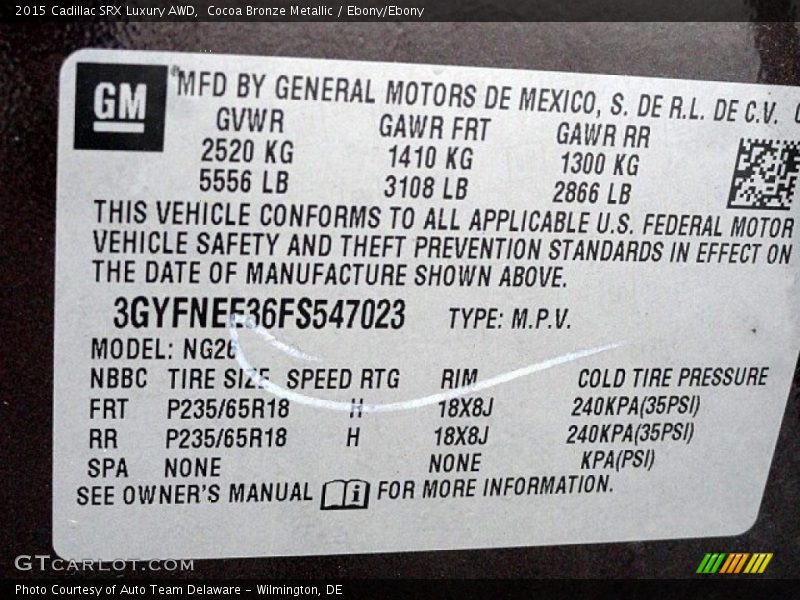 2015 Cadillac SRX Luxury AWD, Cocoa Bronze Metallic / Ebony/Ebony
GM
® MFD BY GENERAL MOTORS DE MEXICO, S. DE R.L. DE C.V.
GVWR GAWR FRT GAWR RR
2520 KG 1410 KG 1300 KG
5556 LB 3108 LB 2866 LB
THIS VEHICLE CONFORMS TO ALL APPLICABLE U.S. FEDERAL MOTOR
VEHICLE SAFETY AND THEFT PREVENTION STANDARDS IN EFFECT ON
THE DATE OF MANUFACTURE SHOWN ABOVE.
3GYFNEE36FS547023 TYPE: M.P.V.
MODEL: NG26
NBBC TIRE SIZE SPEED RTG RIM COLD TIRE PRESSURE
FRT P235/65R18 H 18X8J 240KPA(35PSI)
RR P235/65R18 H 18X8J 240KPA(35PSI)
SPA NONE NONE KPA(PSI)
SEE OWNER'S MANUAL i FOR MORE INFORMATION.
GTCARLOT.COM
Photo Courtesy of Auto Team Delaware - Wilmington, DE